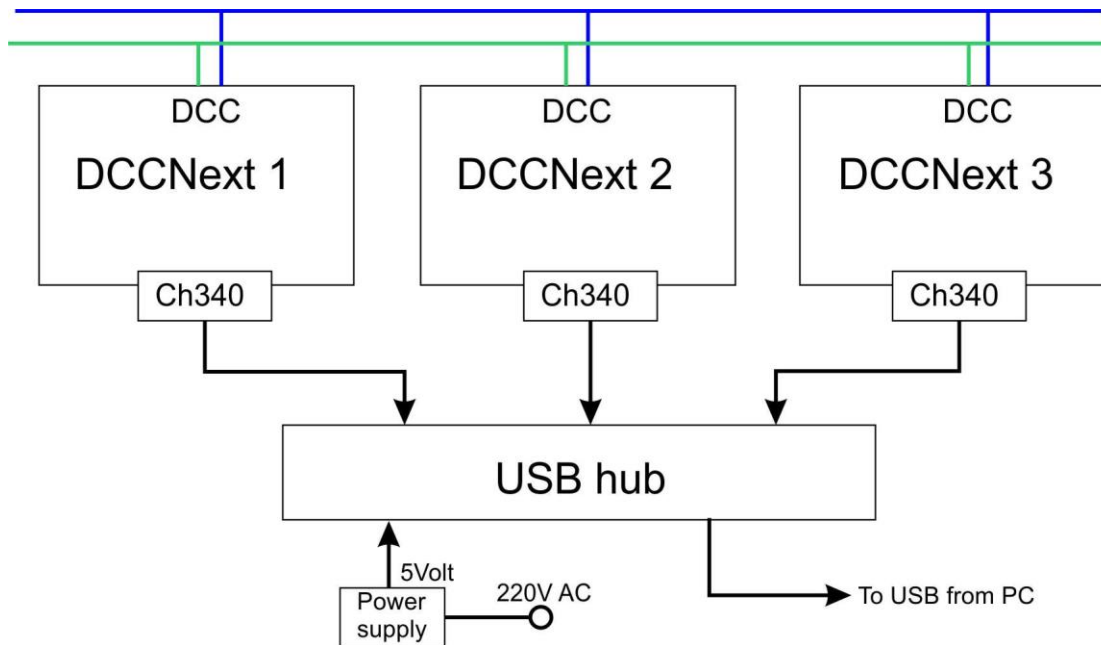 DCC
DCCNext 1
Ch340
DCC
DCCNext 2
Ch340
DCC
DCCNext 3
Ch340
USB hub
5Volt
Power
supply
220V AC
To USB from PC